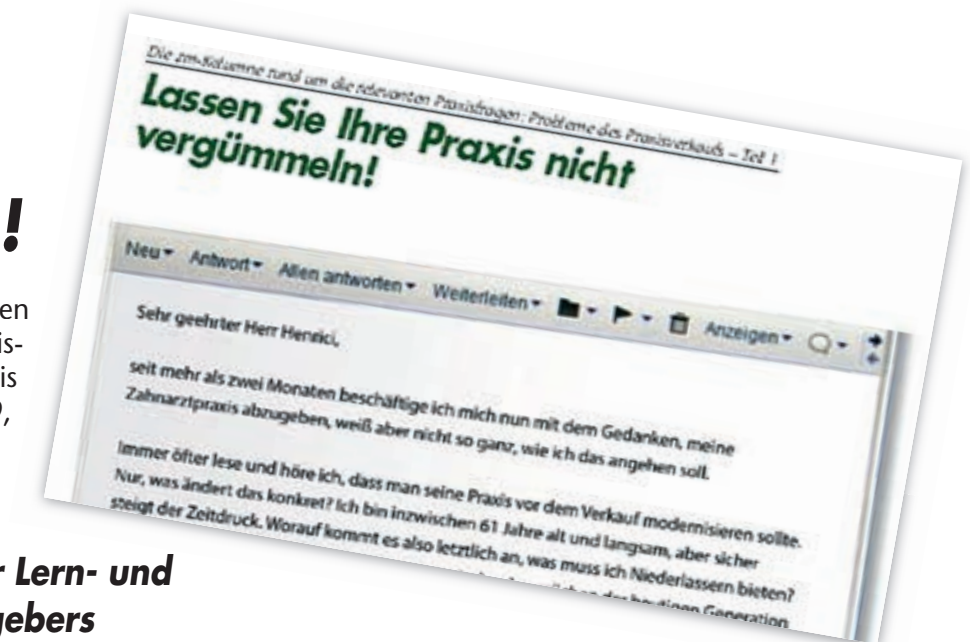 Die zm-Kolumne rund um die relevanten Praxisfragen: Probleme des Praxisverkaufs – Teil 1
Lassen Sie Ihre Praxis nicht
vergümmeln!
!
Neu Antwort Allen antworten Weiterleiten Anzeigen
Sehr geehrter Herr Henrici,
seit mehr als zwei Monaten beschäftige ich mich nun mit dem Gedanken, meine
Zahnarztpraxis abzugeben, weiß aber nicht so ganz, wie ich das angehen soll.
Immer öfter lese und höre ich, dass man seine Praxis vor dem Verkauf modernisieren sollte.
Nur, was ändert das konkret? Ich bin inzwischen 61 Jahre alt und langsam, aber sicher
steigt der Zeitdruck. Worauf kommt es also letztlich an, was muss ich Niederlassern bieten?
der heutigen Generation
en
is-
is
,
r Lern- und
gebers